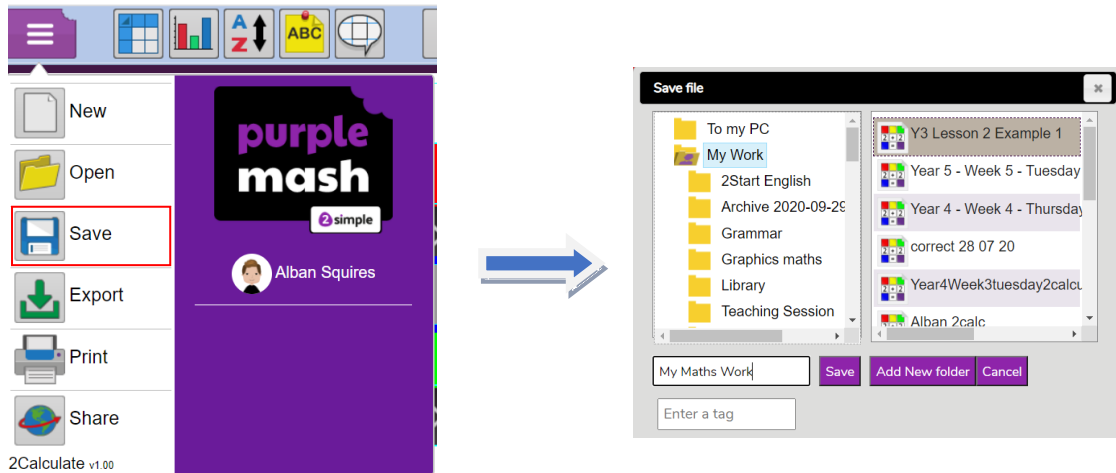 A
Z
ABC
New
Open
Save
Export
Print
Share
2Calculate v1.00
purple
mash
2simple
Alban Squires
Save file
To my PC
My Work
2Start English
Archive 2020-09-29
Grammar
Graphics maths
Library
Teaching Session
Y3 Lesson 2 Example 1
Year 5 - Week 5 - Tuesday
Year 4 - Week 4 - Thursday
correct 28 07 20
Year4Week3tuesday2calcu
Alban 2calc
My Maths Work
Save
Add New folder
Cancel
Enter a tag